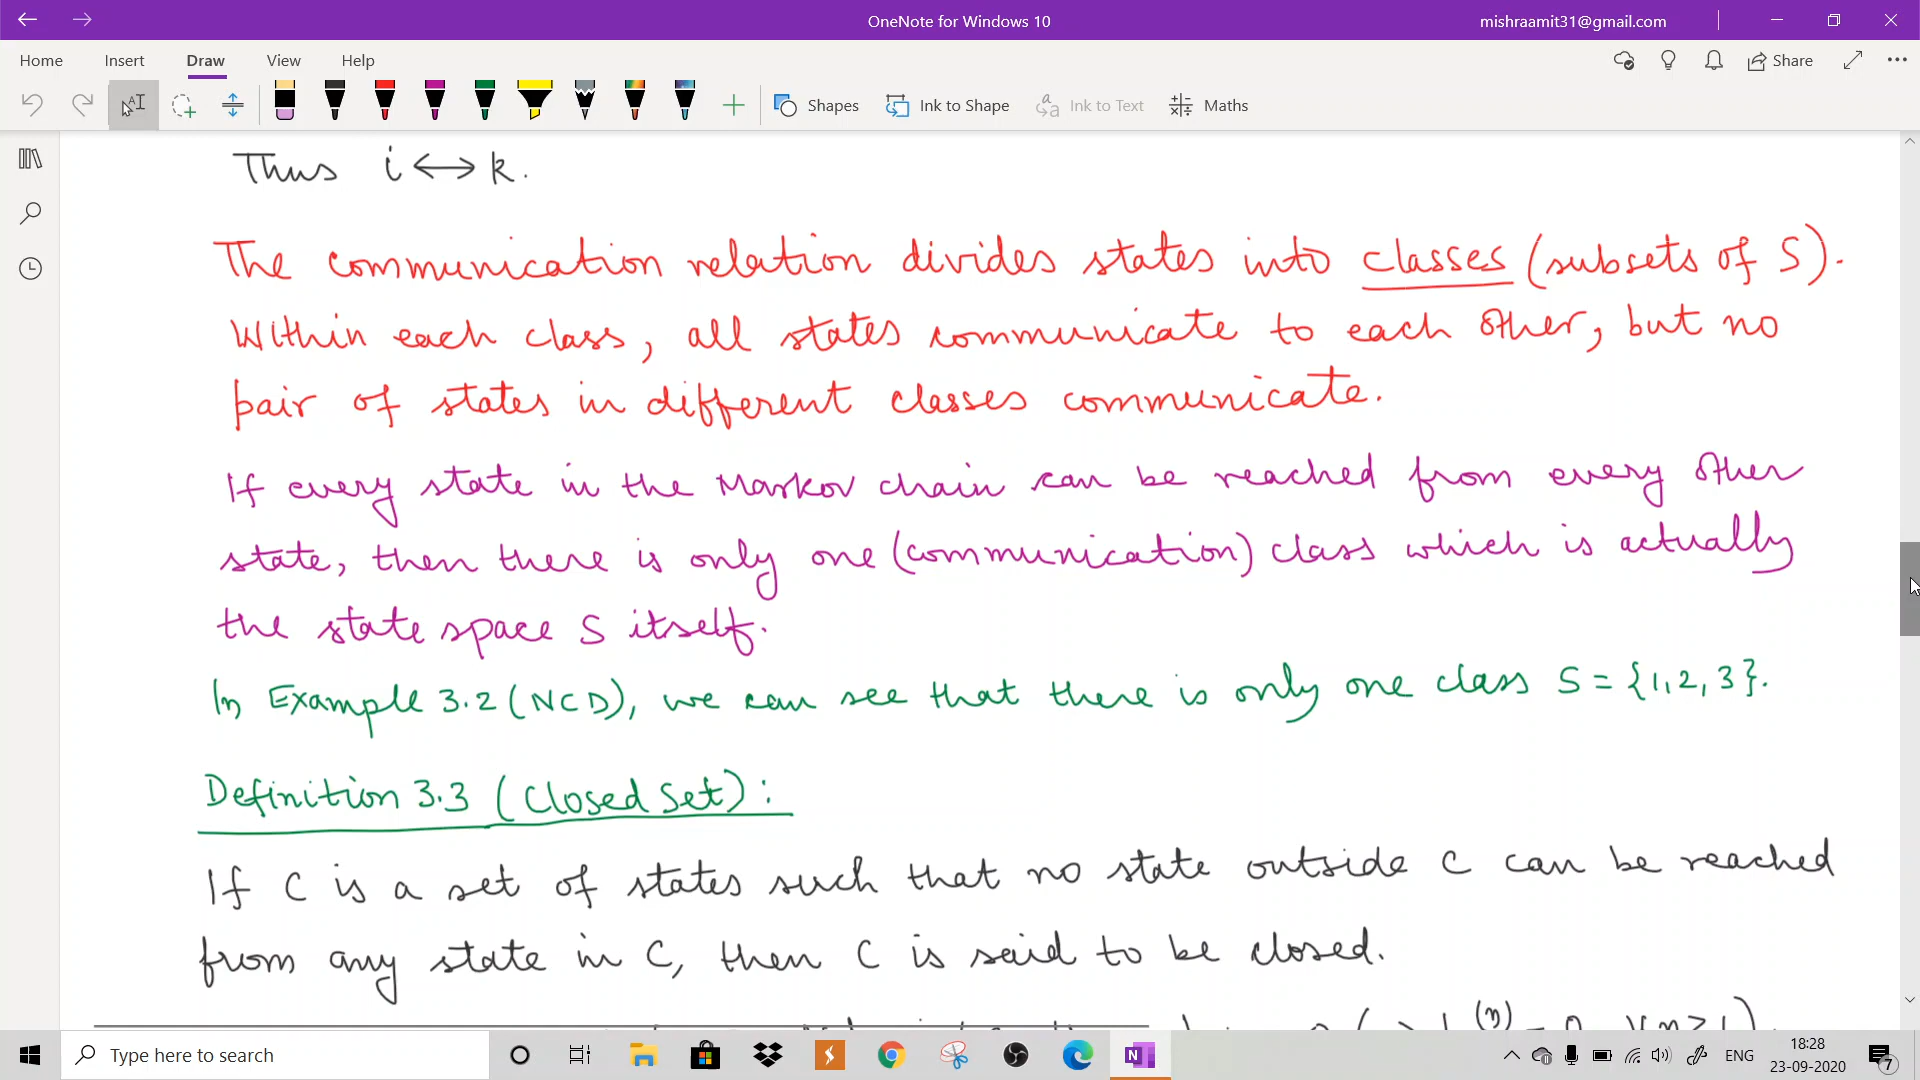 OneNote for Windows 10
mishraamit31@gmail.com
Home Insert Draw View Help
Share
Shapes Ink to Shape Ink to Text Maths
Thus i ↔ k.
The communication relation divides states into classes (subsets of S).
Within each class, all states communicate to each other, but no
pair of states in different classes communicate.
If every state in the Markov chain can be reached from every other
state, then there is only one (communication) class which is actually
the state space S itself.
In Example 3.2 (NCD), we can see that there is only one class S = {1, 2, 3}.
Definition 3.3 (Closed Set):
If C is a set of states such that no state outside C can be reached
from any state in C, then C is said to be closed.
Type here to search
ENG
18:28
23-09-2020
7